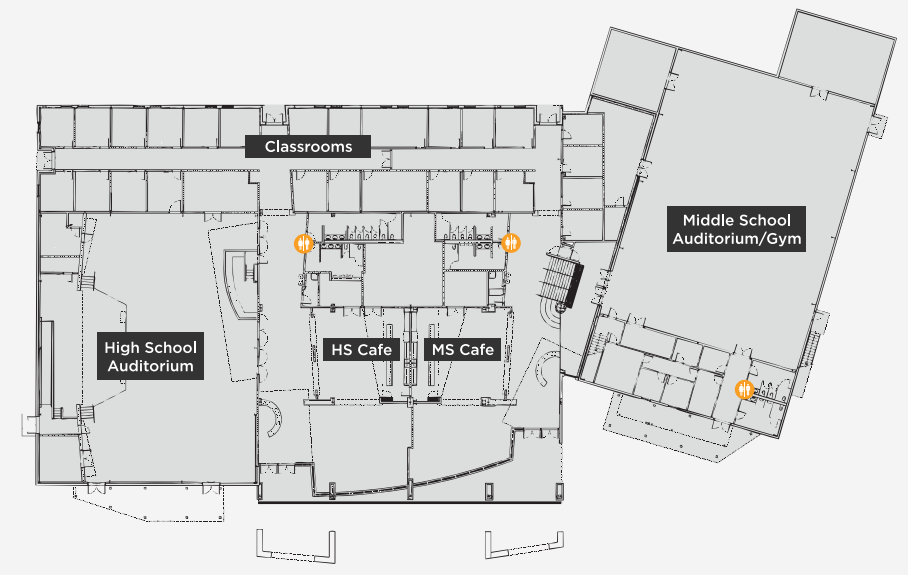 Classrooms
Middle School
Auditorium/Gym
High School
Auditorium
HS Cafe
MS Cafe